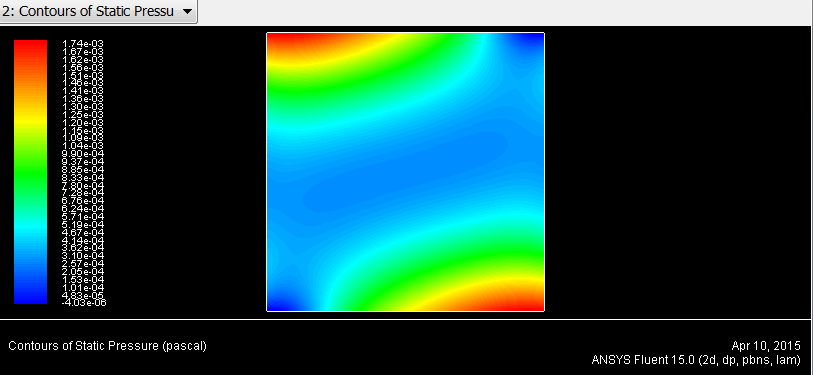 2: Contours of Static Pressu
1.74e-03
1.67e-03
1.62e-03
1.56e-03
1.51e-03
1.46e-03
1.41e-03
1.36e-03
1.30e-03
1.25e-03
1.20e-03
1.15e-03
1.09e-03
1.04e-03
9.90e-04
9.37e-04
8.85e-04
8.33e-04
7.80e-04
7.28e-04
6.76e-04
6.24e-04
5.71e-04
5.19e-04
4.67e-04
4.14e-04
3.62e-04
3.10e-04
2.57e-04
2.05e-04
1.53e-04
1.01e-04
4.83e-05
-4.03e-06
Contours of Static Pressure (pascal)
Apr 10, 2015
ANSYS Fluent 15.0 (2d, dp, pbns, lam)